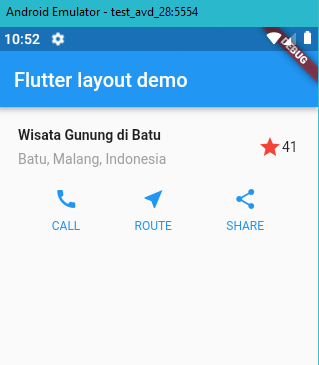 Android Emulator - test_avd_28:5554
10:52
DEBUG
Flutter layout demo
Wisata Gunung di Batu
41
Batu, Malang, Indonesia
CALL ROUTE SHARE